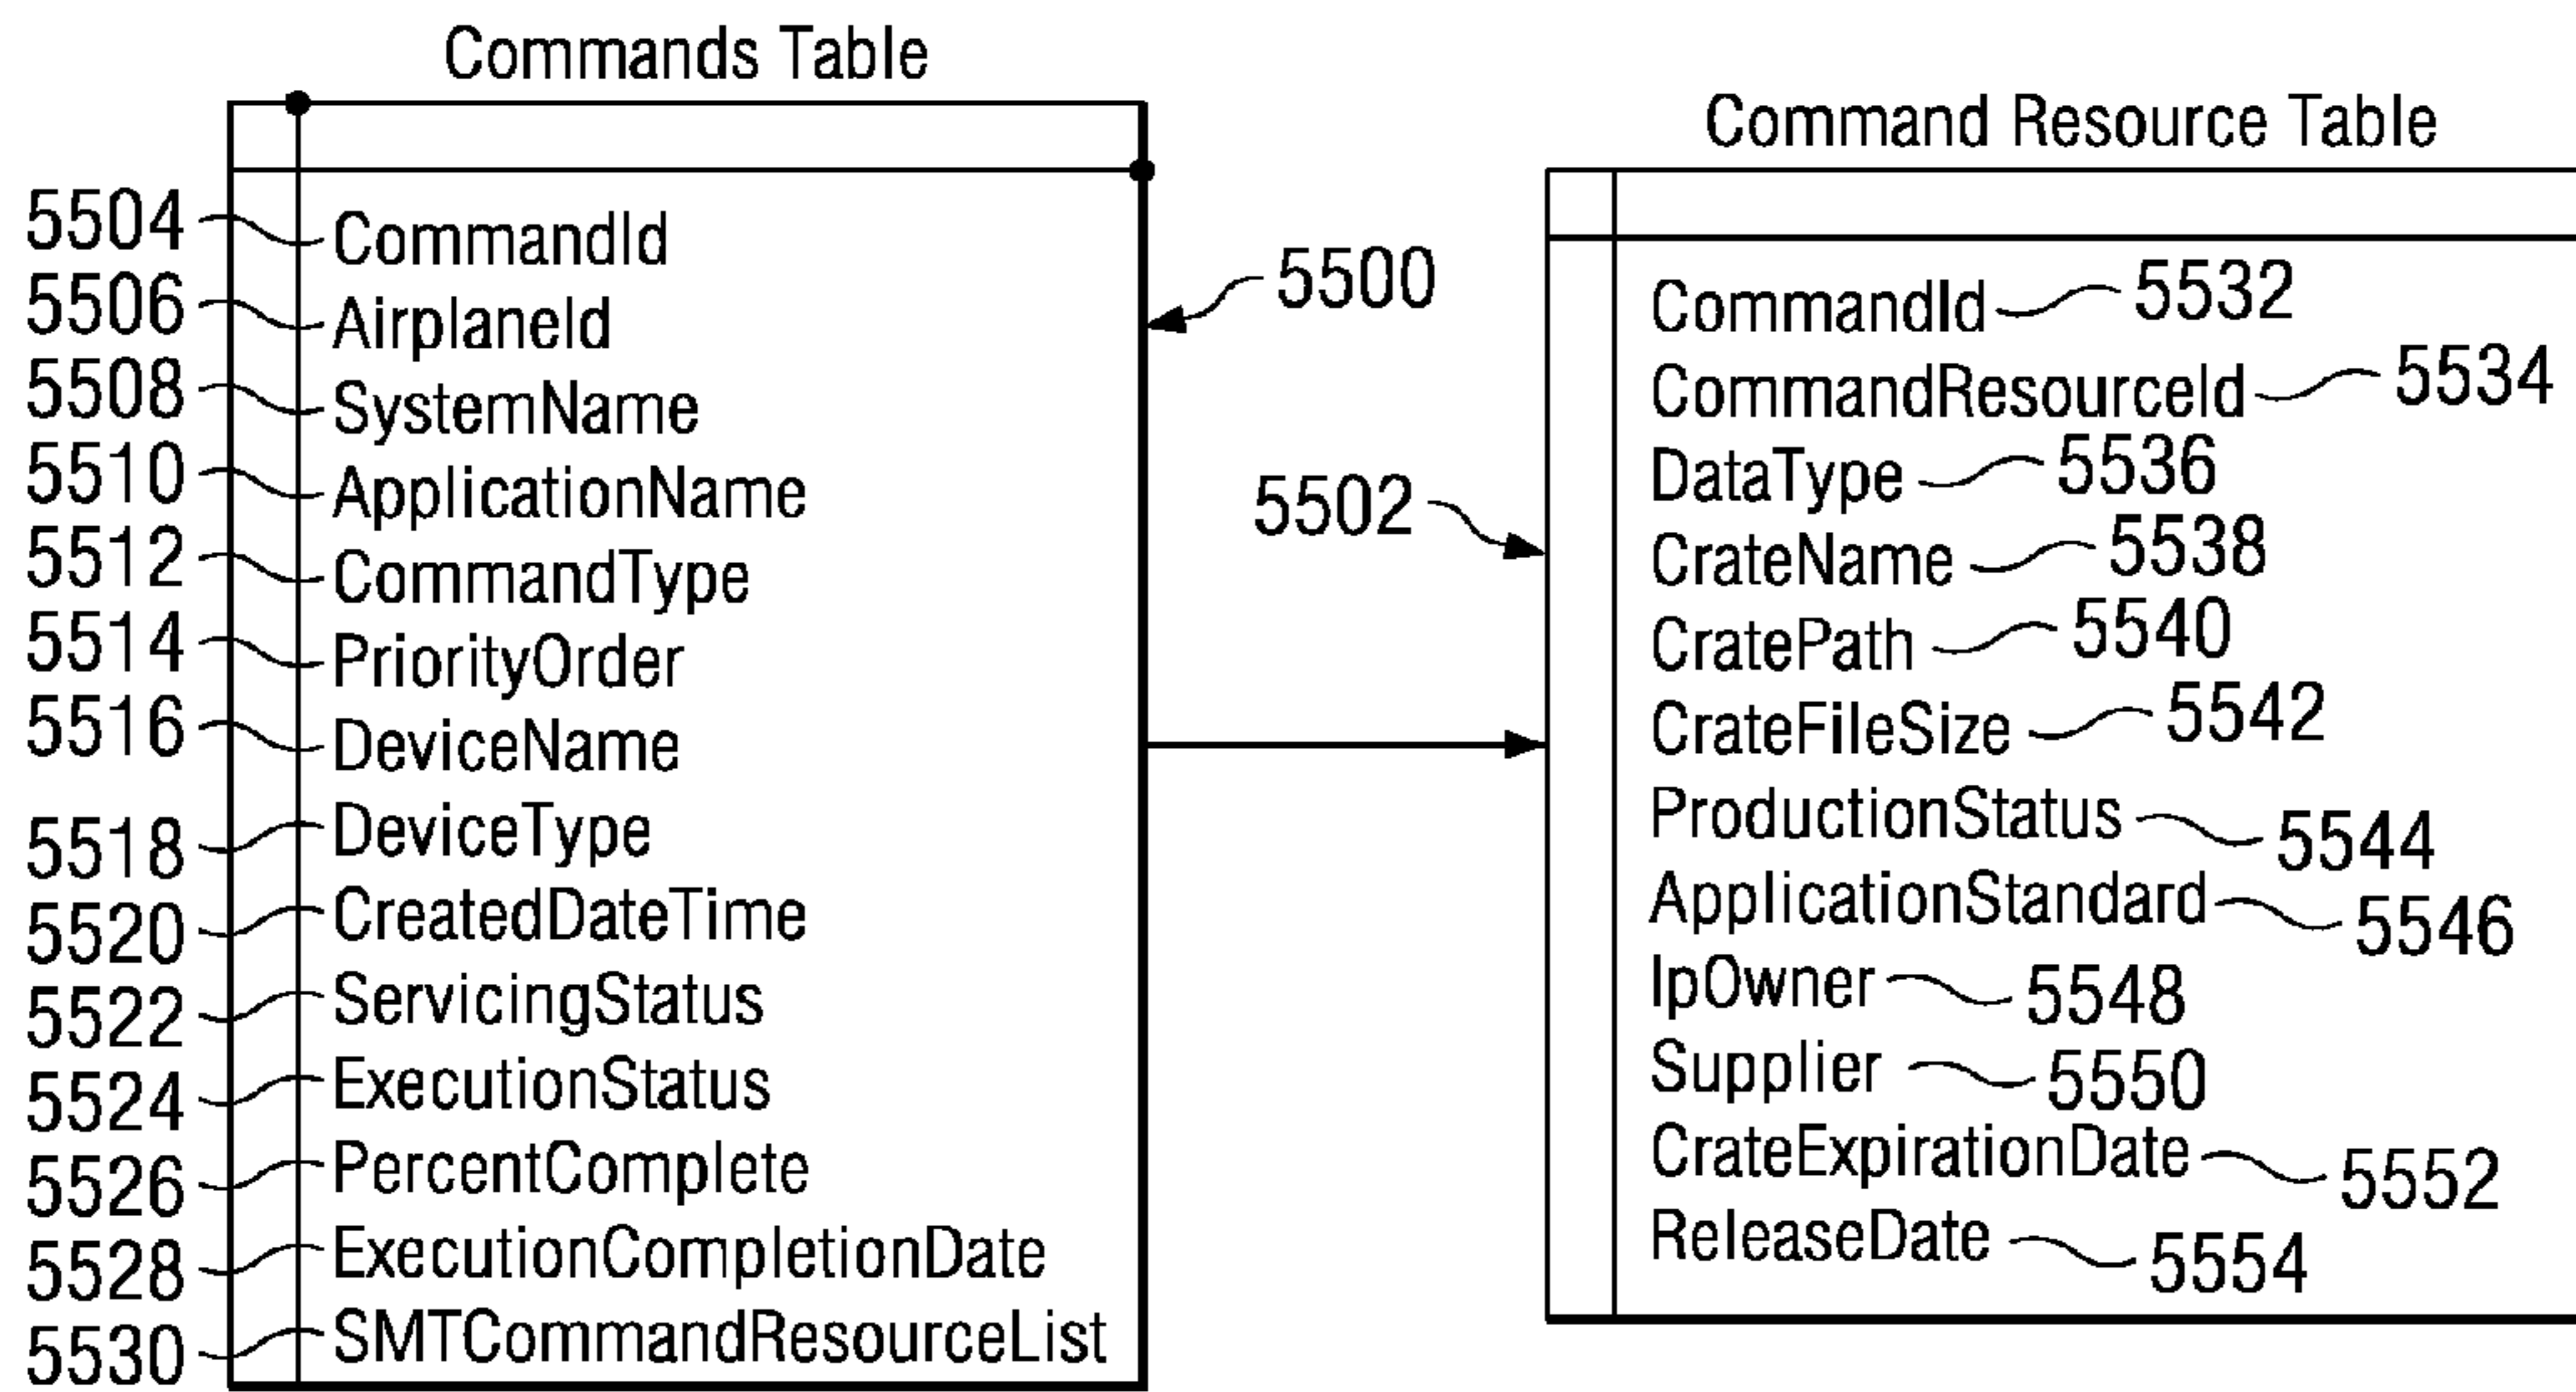 Commands Table
5504 CommandId
5506 AirplaneId
5508 SystemName
5510 ApplicationName
5512 CommandType
5514 PriorityOrder
5516 DeviceName
5518 DeviceType
5520 CreatedDateTime
5522 ServicingStatus
5524 ExecutionStatus
5526 PercentComplete
5528 ExecutionCompletionDate
5530 SMTCommandResourceList
5500
5502
Command Resource Table
CommandId 5532
CommandResourceId 5534
DataType 5536
CrateName 5538
CratePath 5540
CrateFileSize 5542
ProductionStatus 5544
ApplicationStandard 5546
IpOwner 5548
Supplier 5550
CrateExpirationDate 5552
ReleaseDate 5554